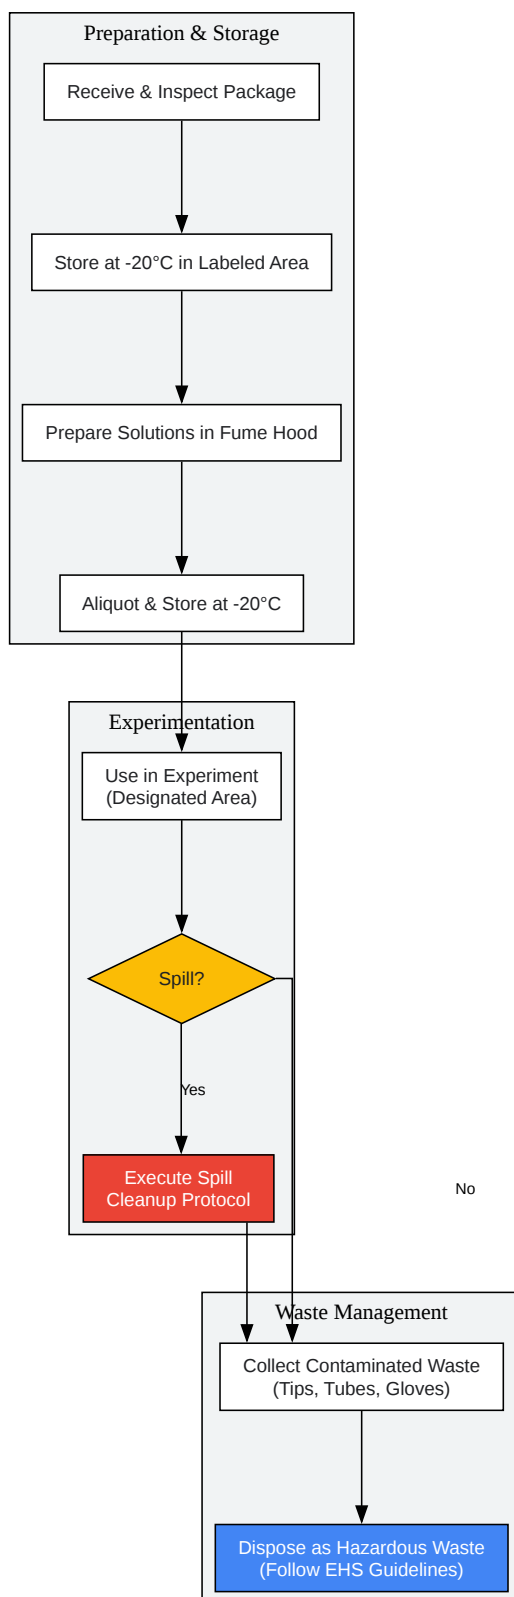 Preparation & Storage
Receive & Inspect Package
Store at -20°C in Labeled Area
Prepare Solutions in Fume Hood
Aliquot & Store at -20°C
Experimentation
Use in Experiment
(Designated Area)
Spill?
Yes
Execute Spill
Cleanup Protocol
No
Waste Management
Collect Contaminated Waste
(Tips, Tubes, Gloves)
Dispose as Hazardous Waste
(Follow EHS Guidelines)